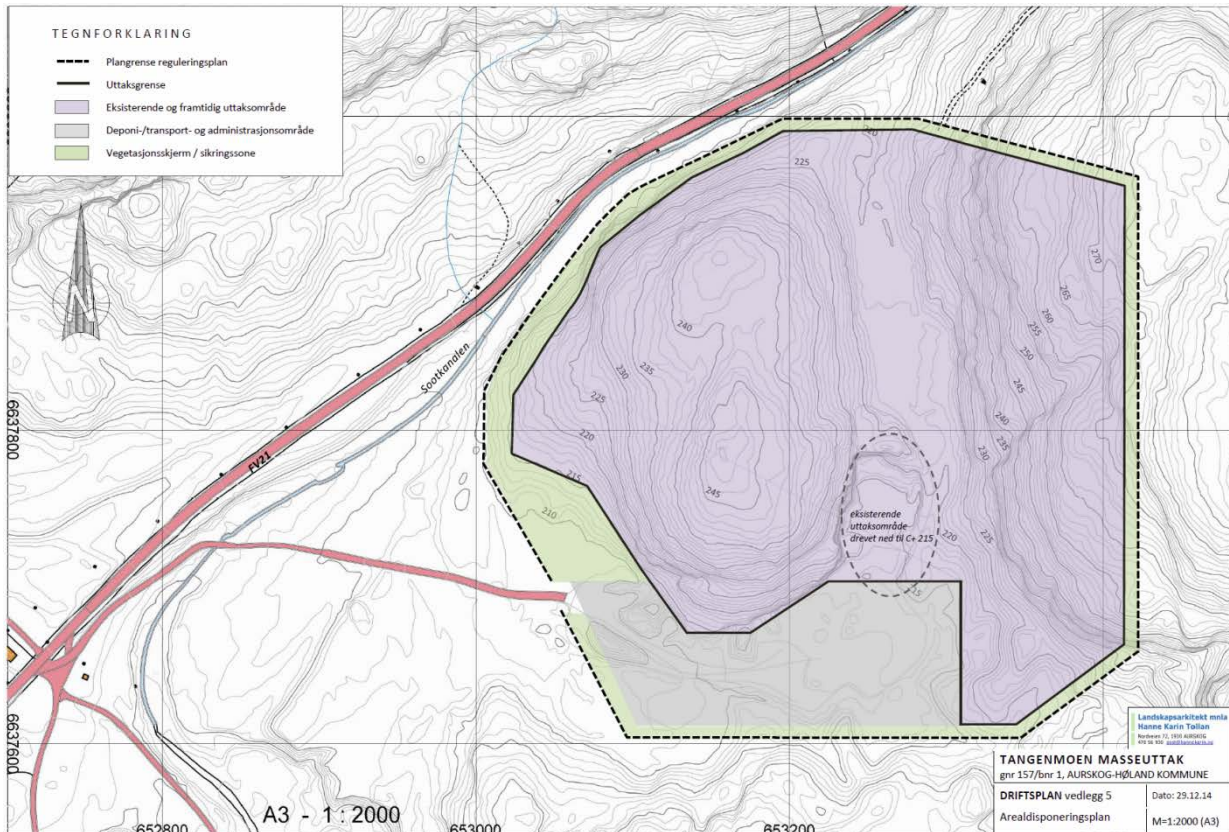 TEGNFORKLARING
Plangrense reguleringsplan
Uttaksgrense
Eksisterende og framtidig uttaksområde
Deponi-/transport- og administrasjonsområde
Vegetasjonsskjerm / sikringssone
N
220
225
270
265
260
255
250
245
240
235
230
240
235
230
225
220
215
210
245
225
220
215
Sootkanalen
FV21
eksisterende
uttaksområde
drevet ned til C+ 215
6637800
6637600
652800
653000
653200
A3 - 1 : 2000
Landskapsarkitekt mnla
Hanne Karin Tollan
TANGENMOEN MASSEUTTAK
gnr 157/bnr 1, AURSKOG-HØLAND KOMMUNE
DRIFTSPLAN vedlegg 5
Dato: 29.12.14
Arealdisponeringsplan
M=1:2000 (A3)